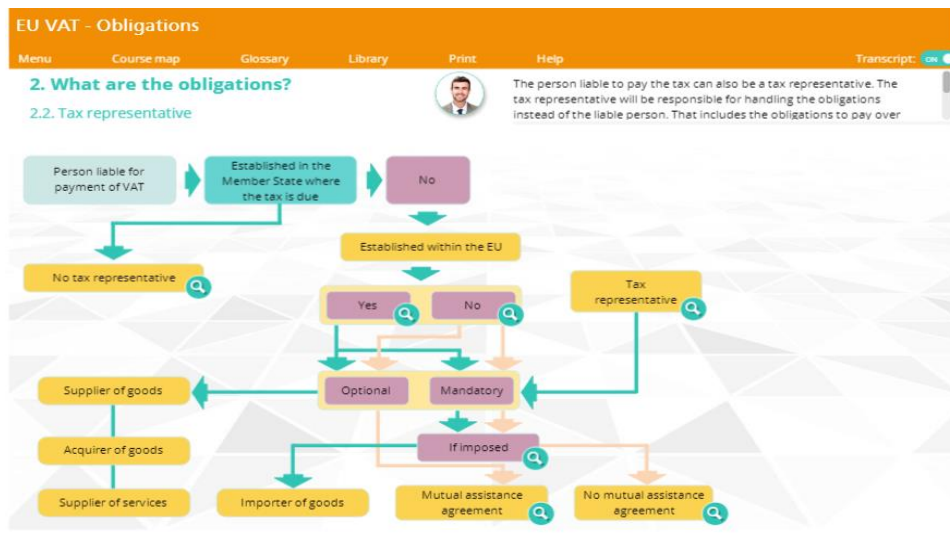 EU VAT - Obligations
Menu Course map Glossary Library Print Help Transcript: ON
2. What are the obligations?
2.2. Tax representative
The person liable to pay the tax can also be a tax representative. The
tax representative will be responsible for handling the obligations
instead of the liable person. That includes the obligations to pay over
Person liable for
payment of VAT
Established in the
Member State where
the tax is due
No
Established within the EU
No tax representative
Tax
representative
Yes
No
Supplier of goods
Optional
Mandatory
Acquirer of goods
If imposed
Supplier of services
Importer of goods
Mutual assistance
agreement
No mutual assistance
agreement